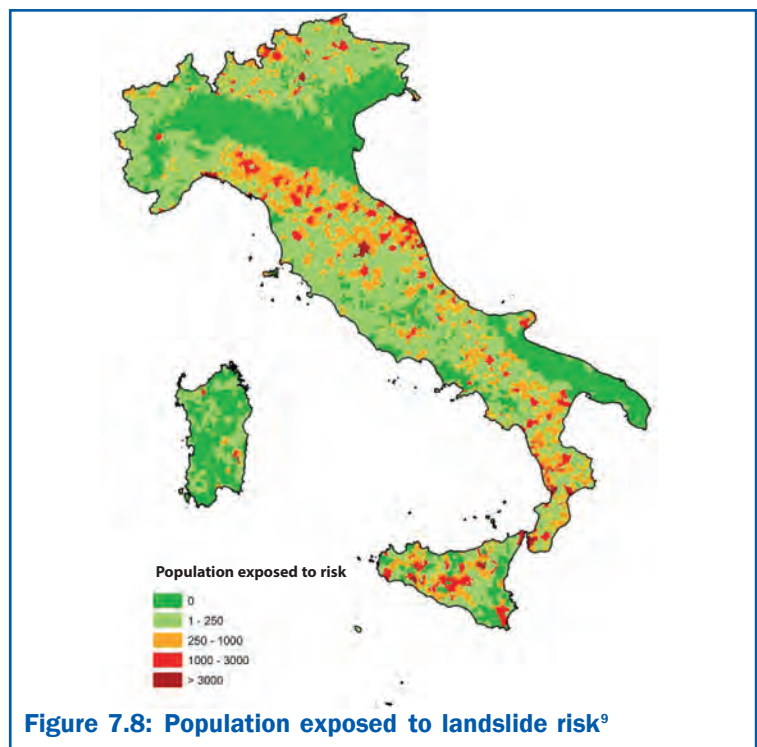 Population exposed to risk
0
1 - 250
250 - 1000
1000 - 3000
> 3000
Figure 7.8: Population exposed to landslide risk⁹